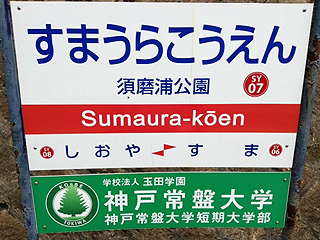 すまうらこうえん
須磨浦公園
SY
07
Sumaura-kōen
SY
08
しおや
すま
SY
06
KOBE
TOKIWA
学校法人 玉田学園
神戸常盤大学
神戸常盤大学短期大学部